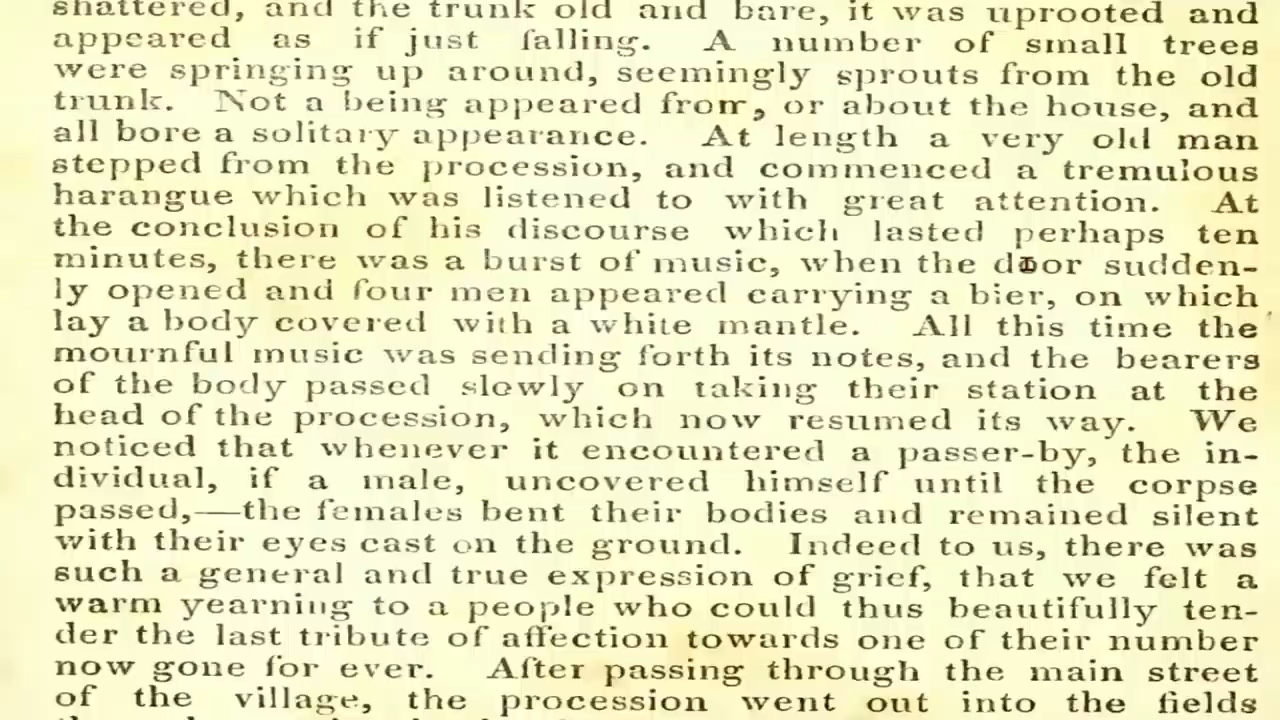 shattered, and the trunk old and bare, it was uprooted and
appeared as if just falling. A number of small trees
were springing up around, seemingly sprouts from the old
trunk. Not a being appeared from, or about the house, and
all bore a solitary appearance. At length a very old man
stepped from the procession, and commenced a tremulous
harangue which was listened to with great attention. At
the conclusion of his discourse which lasted perhaps ten
minutes, there was a burst of music, when the door sudden-
ly opened and four men appeared carrying a bier, on which
lay a body covered with a white mantle. All this time the
mournful music was sending forth its notes, and the bearers
of the body passed slowly on taking their station at the
head of the procession, which now resumed its way. We
noticed that whenever it encountered a passer-by, the in-
dividual, if a male, uncovered himself until the corpse
passed,—the females bent their bodies and remained silent
with their eyes cast on the ground. Indeed to us, there was
such a general and true expression of grief, that we felt a
warm yearning to a people who could thus beautifully ten-
der the last tribute of affection towards one of their number
now gone for ever. After passing through the main street
of the village, the procession went out into the fields